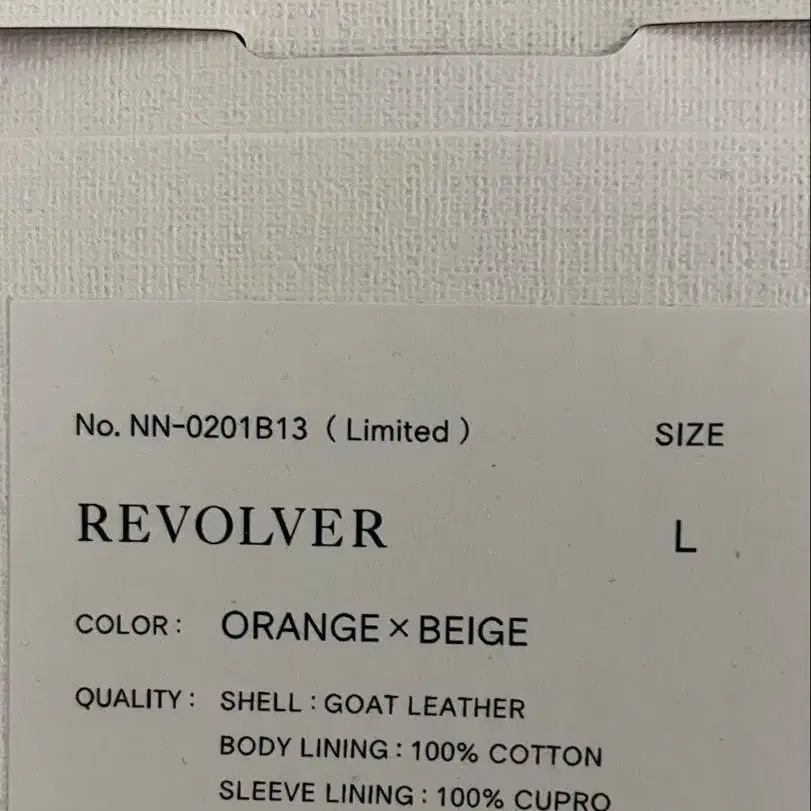 No. NN-0201B13 ( Limited ) SIZE
REVOLVER L
COLOR : ORANGE × BEIGE
QUALITY : SHELL : GOAT LEATHER
BODY LINING : 100% COTTON
SLEEVE LINING : 100% CUPRO